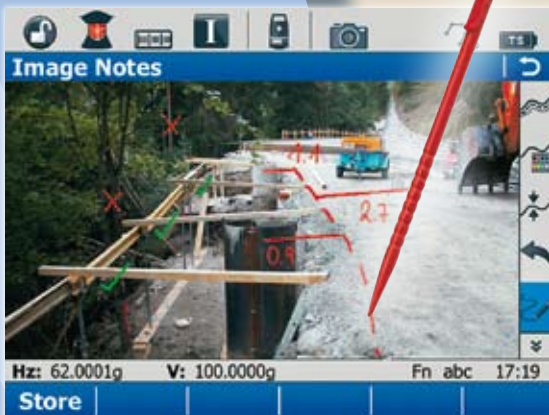 I
TS
Image Notes
1.1
2.7
0.9
Hz: 62.0001g V: 100.0000g Fn abc 17:19
Store